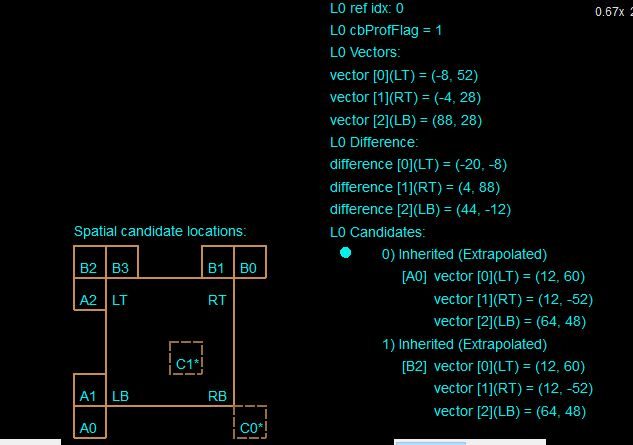 L0 ref idx: 0
0.67x 2
L0 cbProfFlag = 1
L0 Vectors:
vector [0](LT) = (-8, 52)
vector [1](RT) = (-4, 28)
vector [2](LB) = (88, 28)
L0 Difference:
difference [0](LT) = (-20, -8)
difference [1](RT) = (4, 88)
difference [2](LB) = (44, -12)
L0 Candidates:
0) Inherited (Extrapolated)
[A0] vector [0](LT) = (12, 60)
vector [1](RT) = (12, -52)
vector [2](LB) = (64, 48)
1) Inherited (Extrapolated)
[B2] vector [0](LT) = (12, 60)
vector [1](RT) = (12, -52)
vector [2](LB) = (64, 48)
Spatial candidate locations:
B2 B3 B1 B0
A2 LT RT
C1*
A1 LB RB
A0 C0*